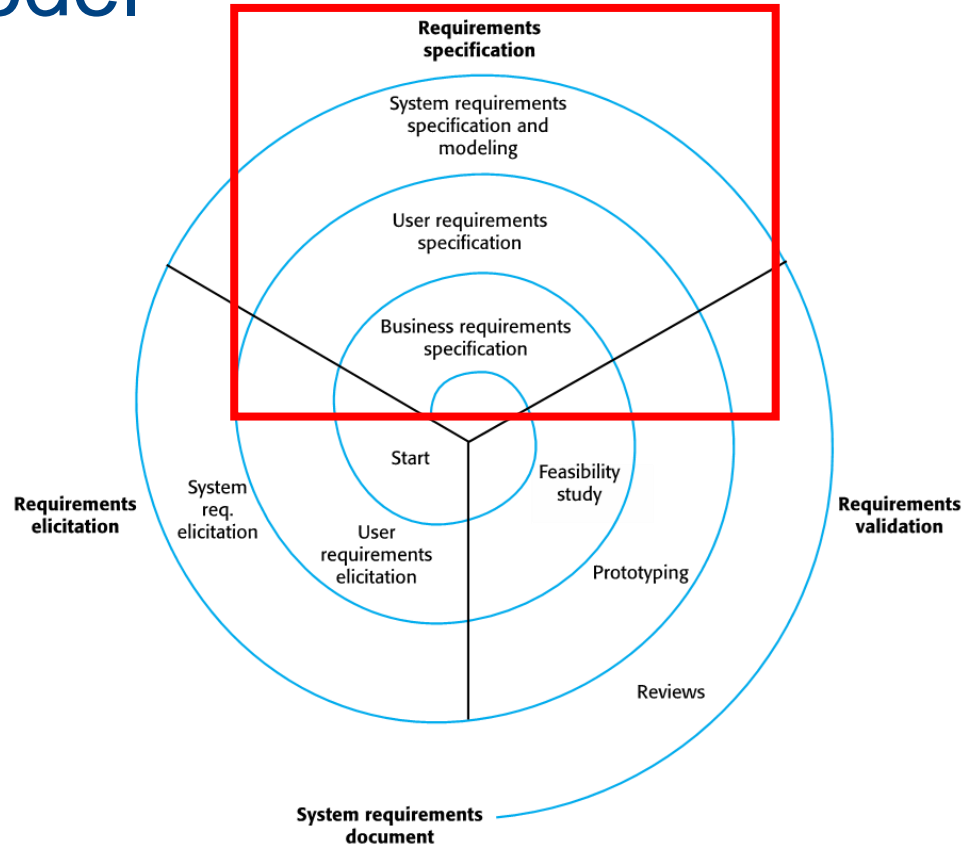 Requirements
specification
System requirements
specification and
modeling
User requirements
specification
Business requirements
specification
Start
Feasibility
study
System
req.
elicitation
User
requirements
elicitation
Requirements
elicitation
Requirements
validation
Prototyping
Reviews
System requirements
document